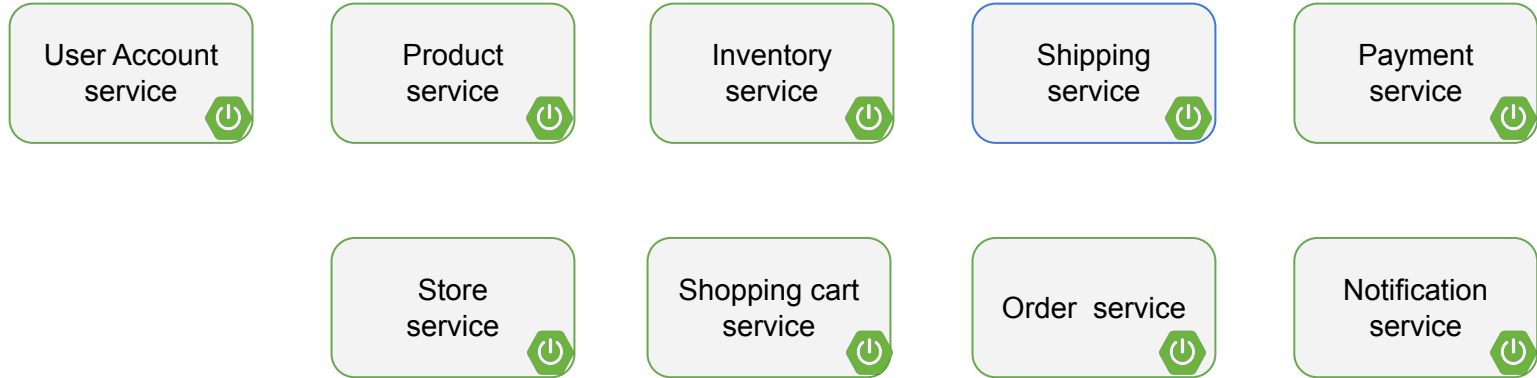 User Account
service
Product
service
Inventory
service
Shipping
service
Payment
service
Store
service
Shopping cart
service
Order  service
Notification
service